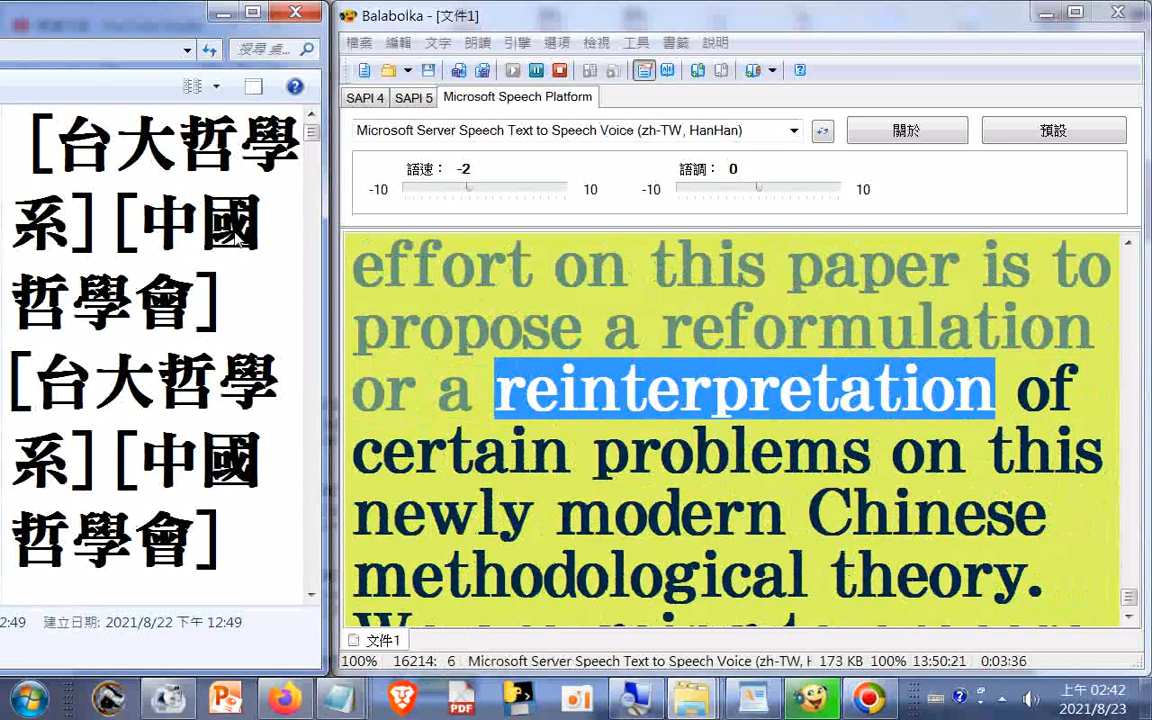 搜尋桌...
[台大哲學
系][中國
哲學會]
[台大哲學
系][中國
哲學會]
2:49 建立日期: 2021/8/22 下午 12:49
Balabolka - [文件1]
檔案 編輯 文字 朗讀 引擎 選項 檢視 工具 書籤 說明
SAPI 4 SAPI 5 Microsoft Speech Platform
Microsoft Server Speech Text to Speech Voice (zh-TW, HanHan) 關於 預設
語速: -2 語調: 0
-10 10 -10 10
effort on this paper is to
propose a reformulation
or a reinterpretation of
certain problems on this
newly modern Chinese
methodological theory.
文件1
100% 16214: 6 Microsoft Server Speech Text to Speech Voice (zh-TW, H 173 KB 100% 13:50:21 0:03:36
PDF
上午 02:42
2021/8/23